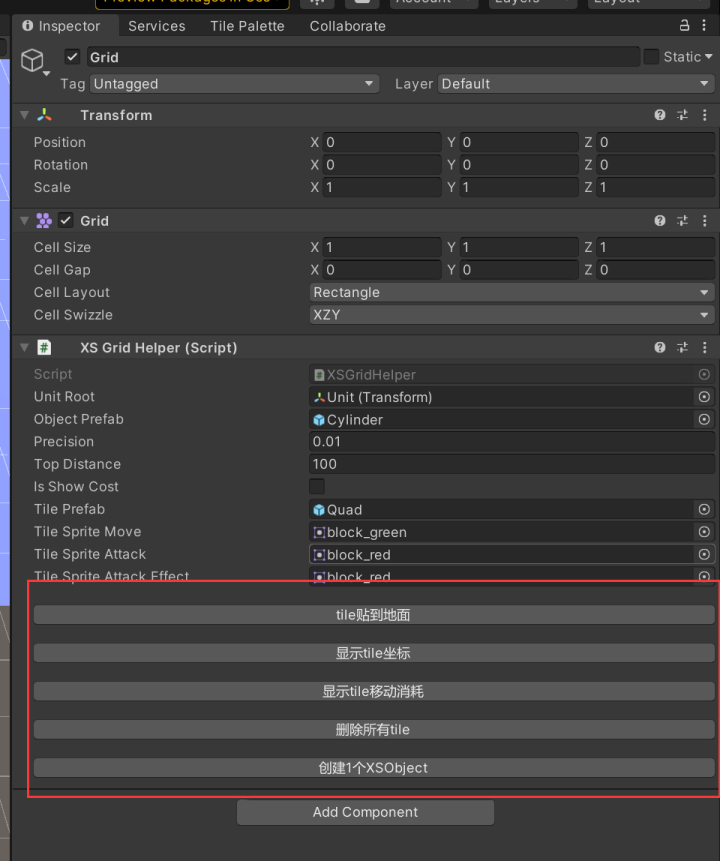 Preview Packages in Use Account Layers Layout
Inspector Services Tile Palette Collaborate
Grid Static
Tag Untagged Layer Default
Transform
Position X 0 Y 0 Z 0
Rotation X 0 Y 0 Z 0
Scale X 1 Y 1 Z 1
Grid
Cell Size X 1 Y 1 Z 1
Cell Gap X 0 Y 0 Z 0
Cell Layout Rectangle
Cell Swizzle XZY
XS Grid Helper (Script)
Script XSGridHelper
Unit Root Unit (Transform)
Object Prefab Cylinder
Precision 0.01
Top Distance 100
Is Show Cost
Tile Prefab Quad
Tile Sprite Move block_green
Tile Sprite Attack block_red
Tile Sprite Attack Effect block_red
tile贴到地面
显示tile坐标
显示tile移动消耗
删除所有tile
创建1个XSObject
Add Component